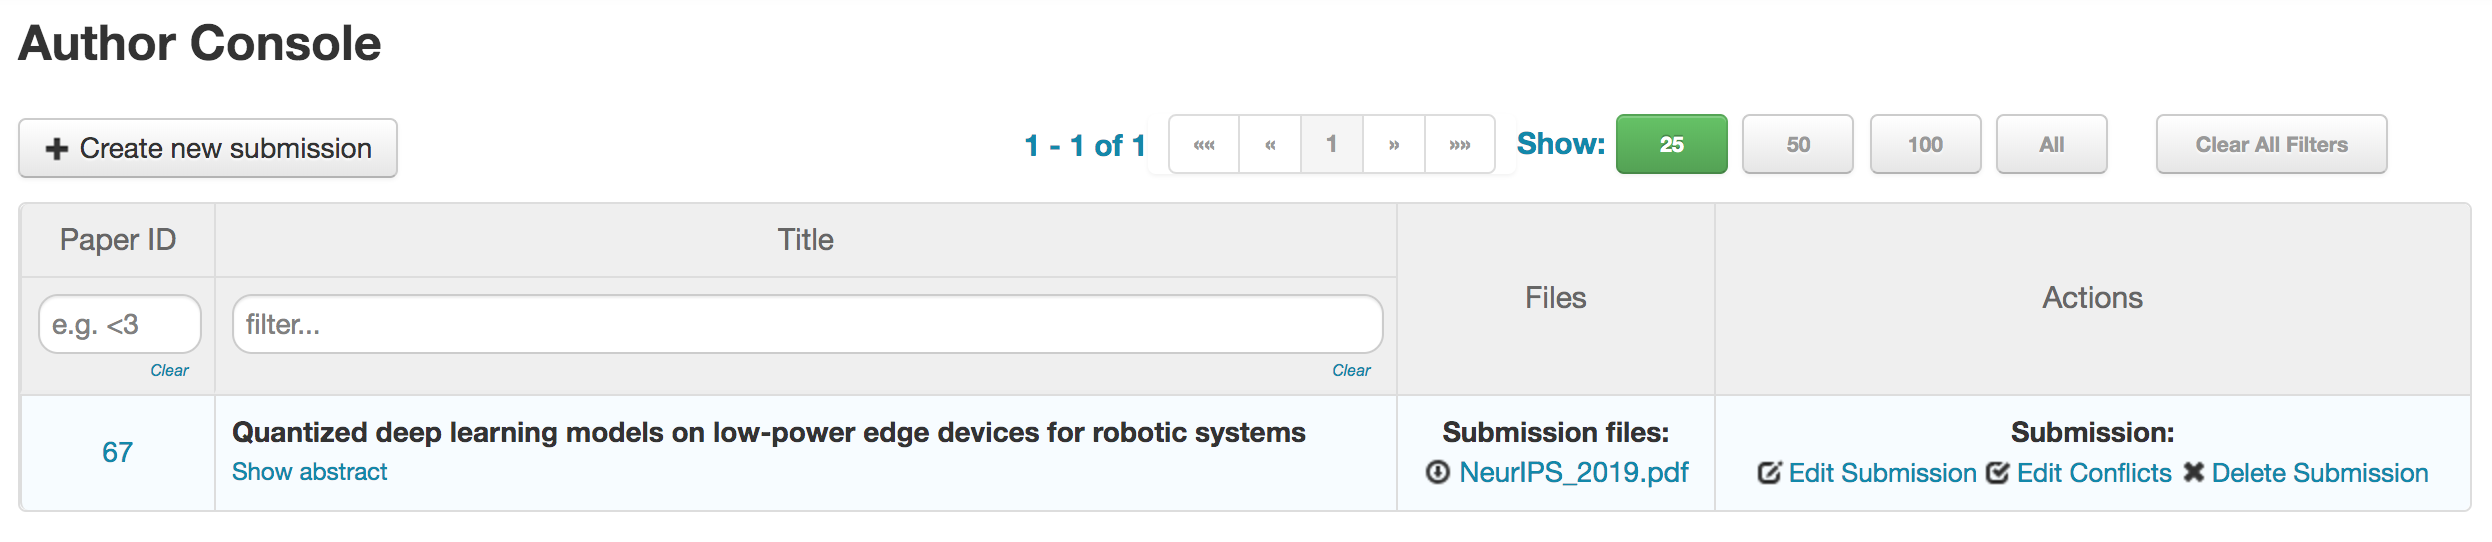 Author Console
Create new submission
1 - 1 of 1
«« « 1 » »»
Show: 25 50 100 All
Clear All Filters
Paper ID
Title
Files
Actions
e.g. <3
filter...
Clear
Clear
67
Quantized deep learning models on low-power edge devices for robotic systems
Show abstract
Submission files:
NeurIPS_2019.pdf
Submission:
Edit Submission Edit Conflicts Delete Submission